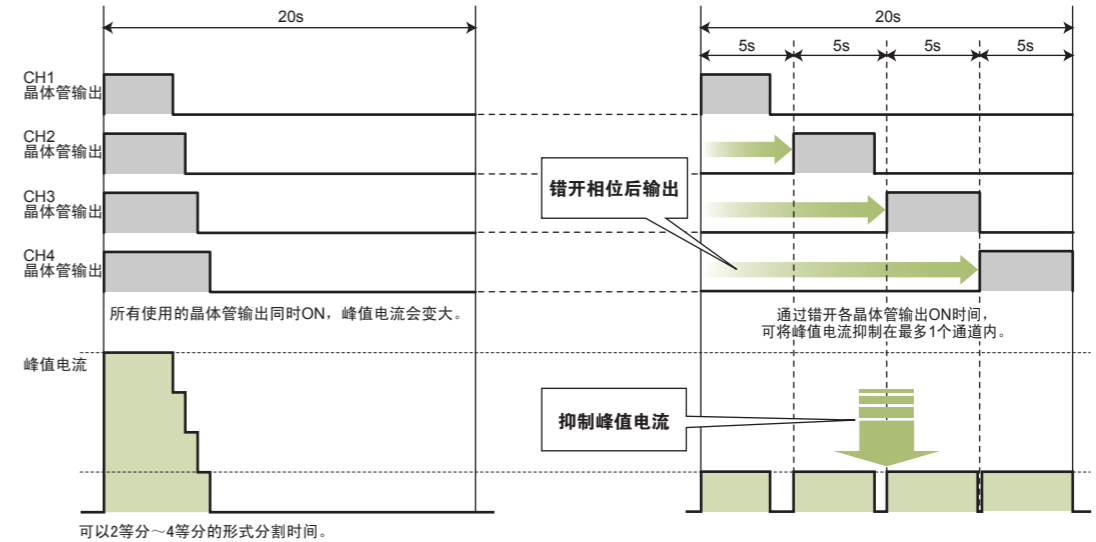 20s
20s
5s
5s
5s
5s
CH1
晶体管输出
CH2
晶体管输出
CH3
晶体管输出
CH4
晶体管输出
错开相位后输出
所有使用的晶体管输出同时ON，峰值电流会变大。
通过错开各晶体管输出ON时间，
可将峰值电流抑制在最多1个通道内。
峰值电流
抑制峰值电流
可以2等分～4等分的形式分割时间。